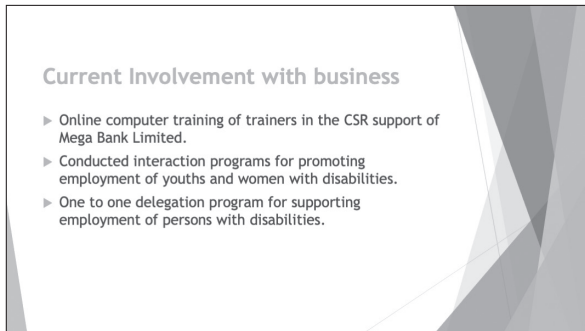 Current Involvement with business
Online computer training of trainers in the CSR support of
Mega Bank Limited.
Conducted interaction programs for promoting
employment of youths and women with disabilities.
One to one delegation program for supporting
employment of persons with disabilities.